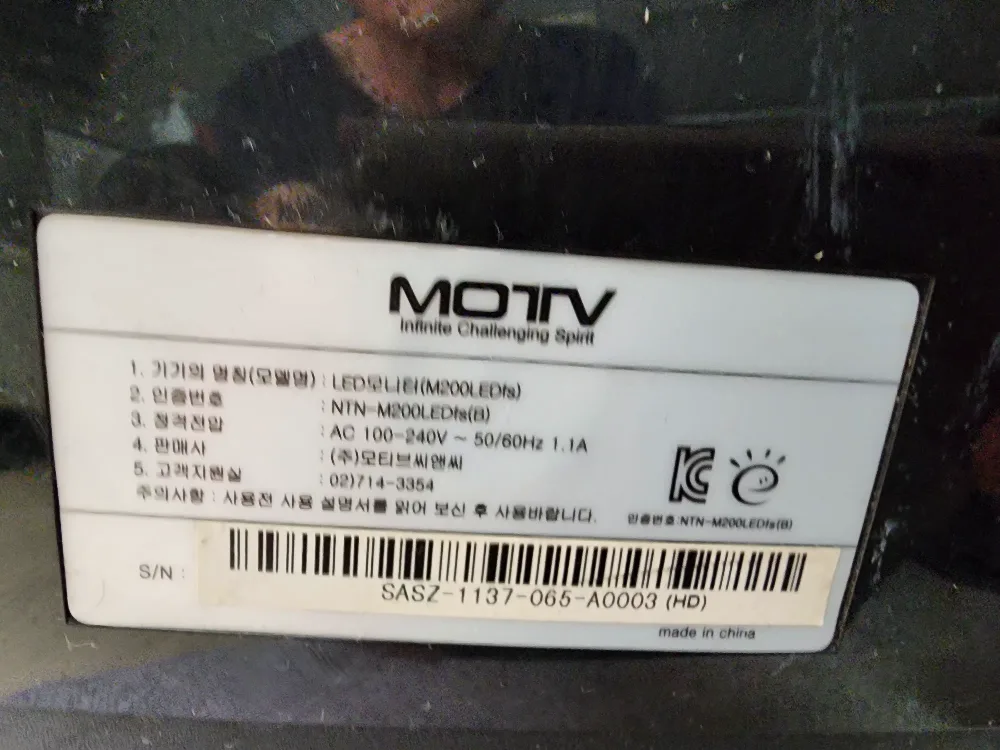 MOTV
Infinite Challenging Spirit
1. 기기의 명칭(모델명) : LED모니터(M200LEDfs)
2. 인증번호 : NTN-M200LEDfs(B)
3. 정격전압 : AC 100-240V ~ 50/60Hz 1.1A
4. 판매사 : (주)모티브씨앤씨
5. 고객지원실 : 02)714-3354
주의사항 : 사용전 사용 설명서를 읽어 보신 후 사용바랍니다.
인증번호:NTN-M200LEDfs(B)
S/N :
SASZ-1137-065-A0003 (HD)
made in china